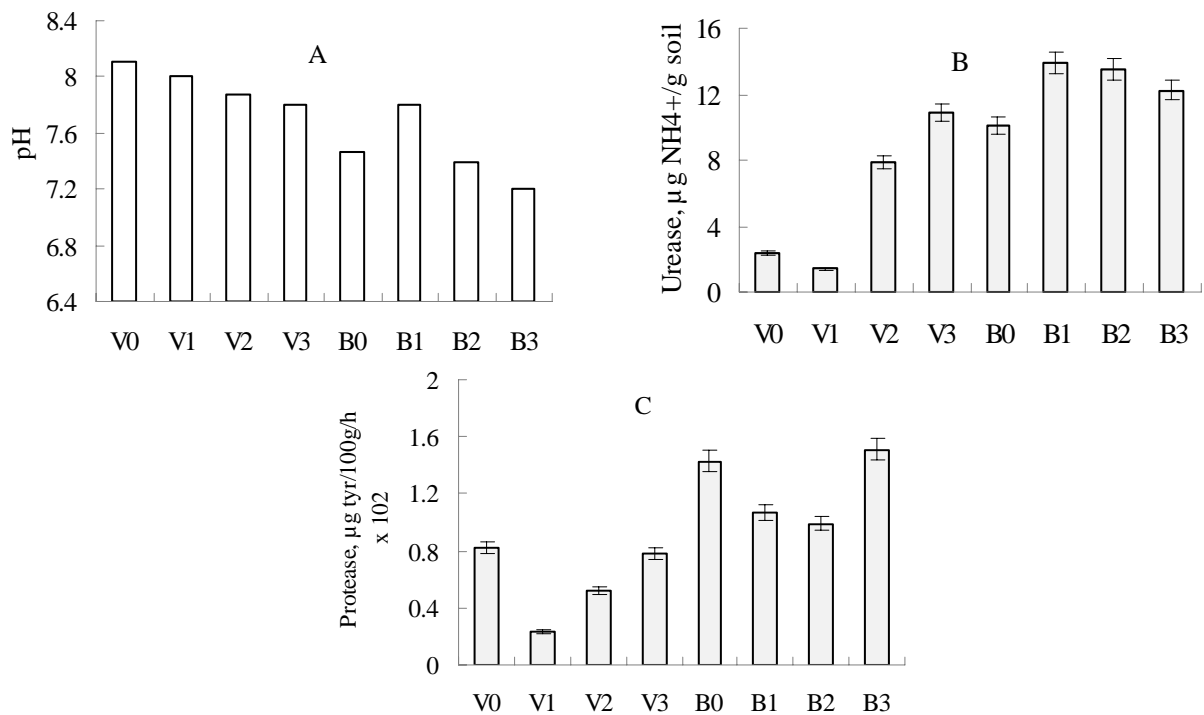 A
8.4
8
7.6
7.2
6.8
6.4
pH
V0 V1 V2 V3 B0 B1 B2 B3
B
16
12
8
4
0
Urease, µg NH4+/g soil
V0 V1 V2 V3 B0 B1 B2 B3
C
2
1.6
1.2
0.8
0.4
0
Protease, µg tyr/100g/h
x 102
V0 V1 V2 V3 B0 B1 B2 B3